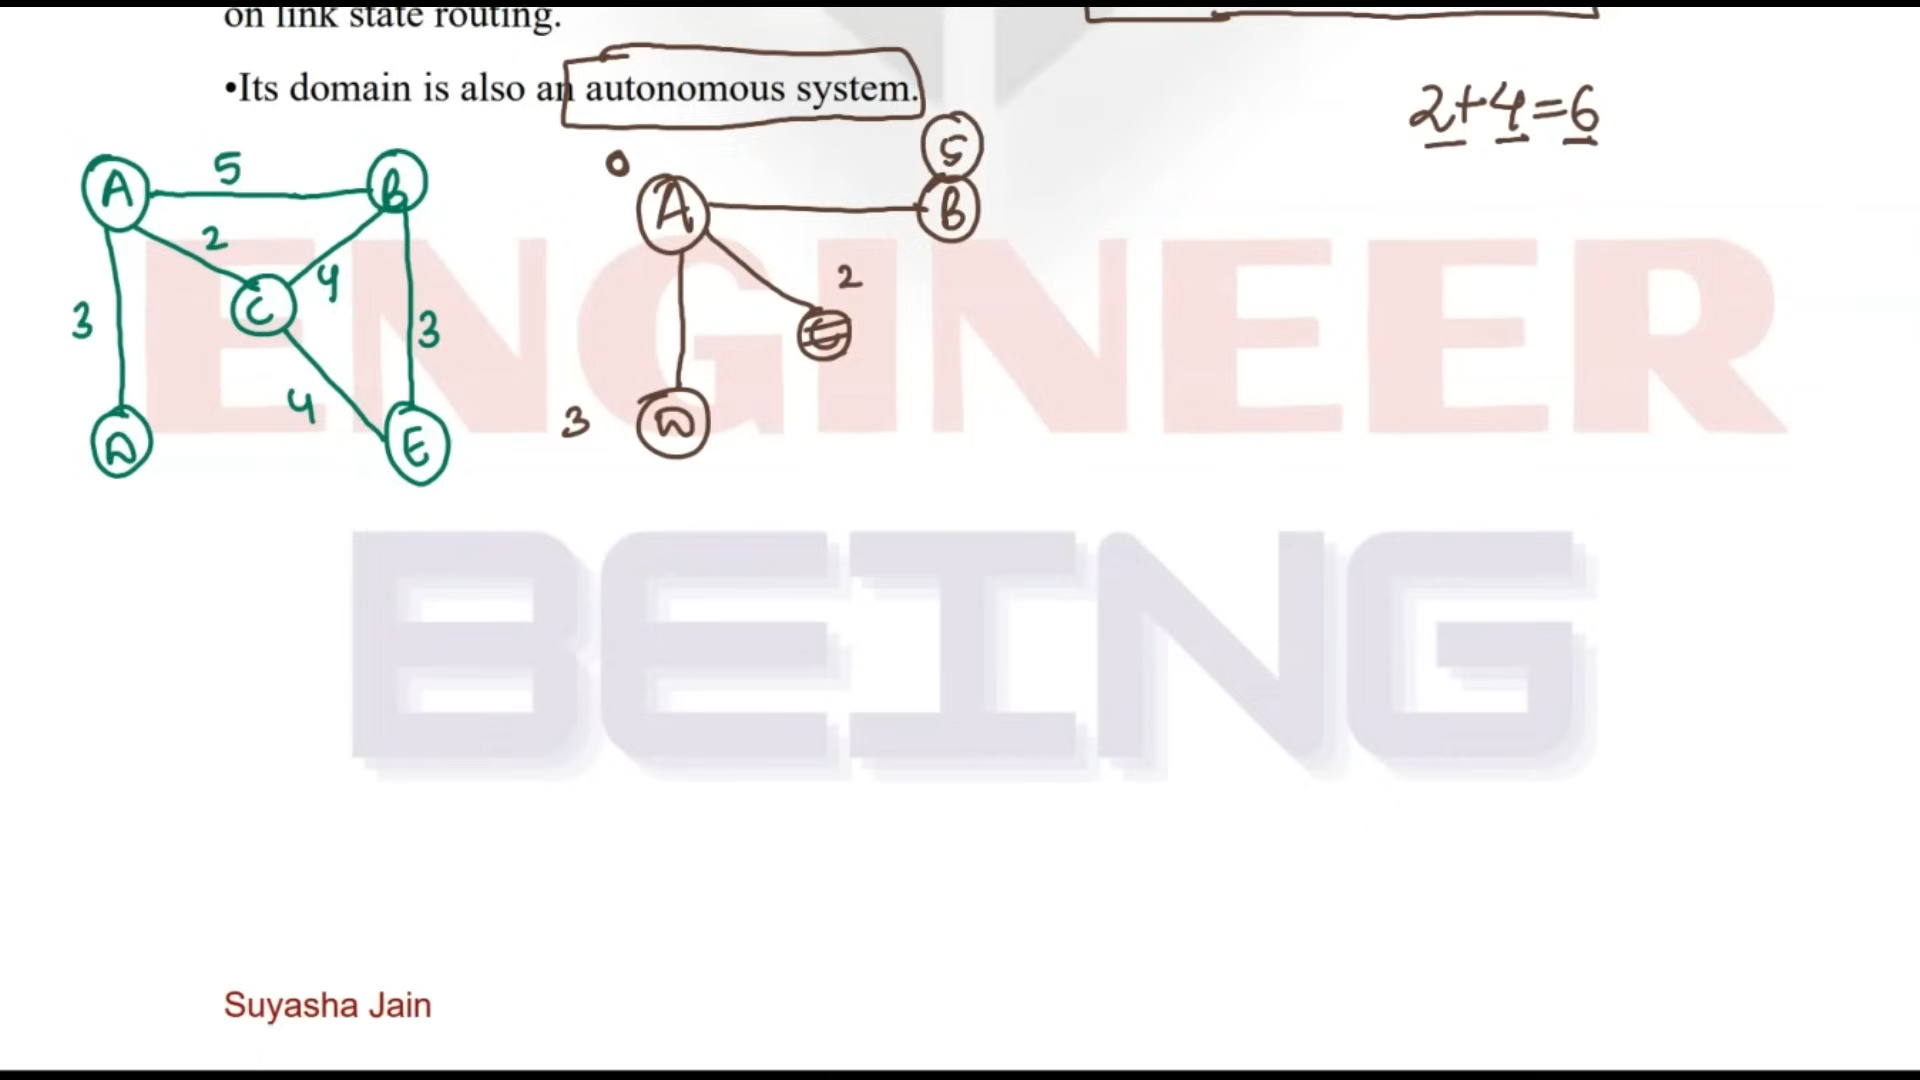 on link state routing.
•Its domain is also an autonomous system.
2+4=6
A 5 B
2
C 4
3 3
4
D E
0 5
A B
2
C
3 D
ENGINEER
BEING
Suyasha Jain